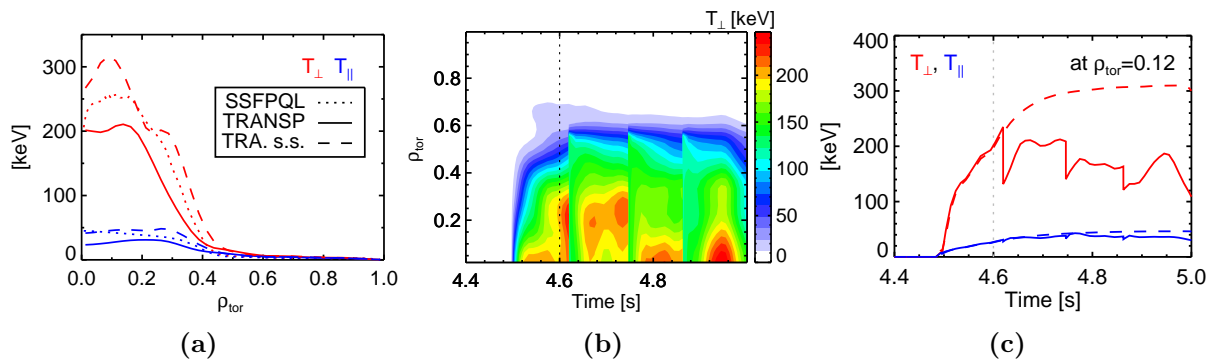 T⊥ T∥
SSFPQL
TRANSP
TRA. s.s.
[keV]
300
200
100
0
0.0 0.2 0.4 0.6 0.8 1.0
ρtor
(a)
T⊥ [keV]
ρtor
0.8
0.6
0.4
0.2
4.4 4.6 4.8
Time [s]
200
150
100
50
0
(b)
T⊥, T∥
at ρtor=0.12
[keV]
400
300
200
100
0
4.4 4.6 4.8 5.0
Time [s]
(c)